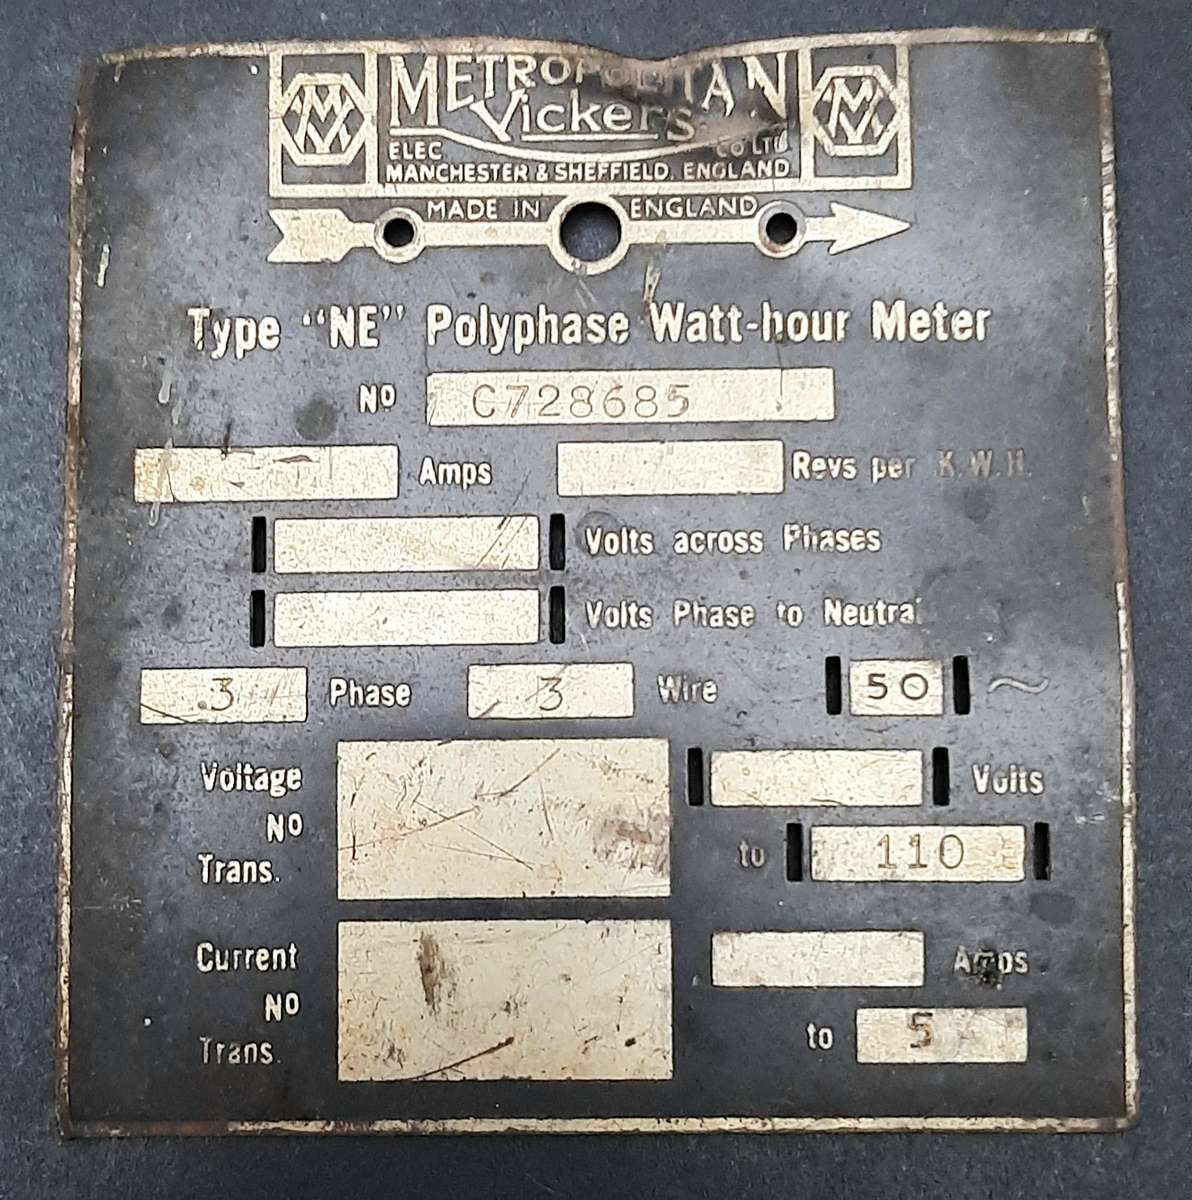 MV METROPOLITAN MV
Vickers
ELEC CO LTD
MANCHESTER & SHEFFIELD. ENGLAND
MADE IN ENGLAND
Type "NE" Polyphase Watt-hour Meter
No C728685
Amps Revs per K.W.H.
Volts across Phases
Volts Phase to Neutral
3 Phase 3 Wire 50 ~
Voltage Volts
No
Trans. to 110
Current Amps
No
Trans. to 5